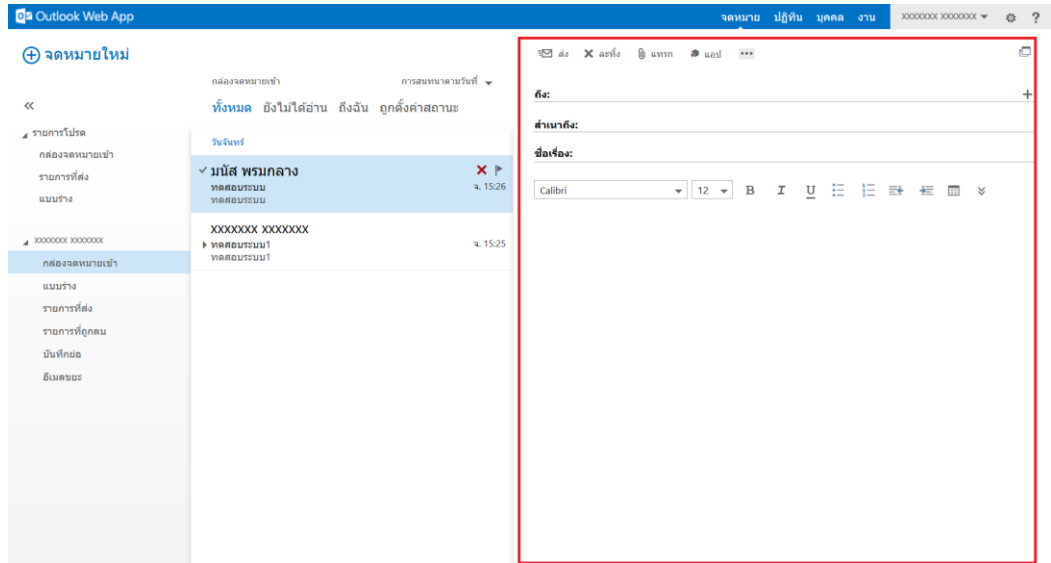 Outlook Web App
จดหมาย ปฏิทิน บุคคล งาน XXXXXXX XXXXXXX ?
จดหมายใหม่
กล่องจดหมายเข้า การสนทนาตามวันที่
ทั้งหมด ยังไม่ได้อ่าน ถึงฉัน ถูกตั้งค่าสถานะ
รายการโปรด
กล่องจดหมายเข้า
รายการที่ส่ง
แบบร่าง
XXXXXXX XXXXXXX
กล่องจดหมายเข้า
แบบร่าง
รายการที่ส่ง
รายการที่ถูกลบ
บันทึกย่อ
อีเมลขยะ
วันจันทร์
มนัส พรมกลาง
ทดสอบระบบ จ. 15:26
ทดสอบระบบ
XXXXXXX XXXXXXX
ทดสอบระบบ1 จ. 15:25
ทดสอบระบบ1
ส่ง ละทิ้ง แทรก แอป •••
ถึง:
สำเนาถึง:
ชื่อเรื่อง:
Calibri 12 B I U